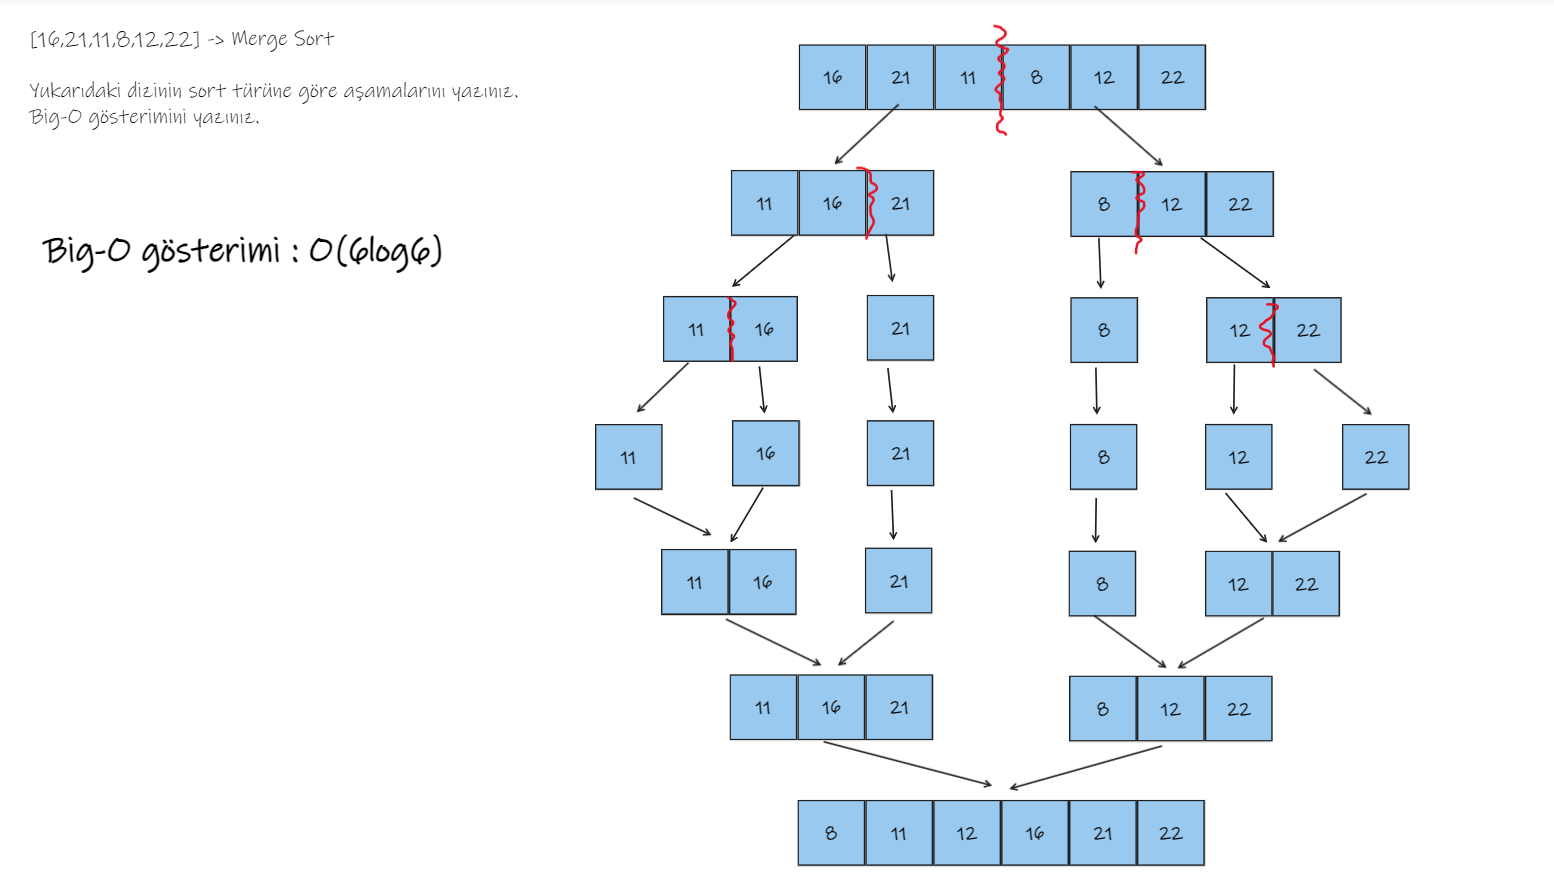 [16,21,11,8,12,22] -> Merge Sort
Yukarıdaki dizinin sort türüne göre aşamalarını yazınız.
Big-O gösterimini yazınız.
Big-O gösterimi : O(6log6)
16 21 11 8 12 22
11 16 21 8 12 22
11 16 21 8 12 22
11 16 21 8 12 22
11 16 21 8 12 22
11 16 21 8 12 22
8 11 12 16 21 22